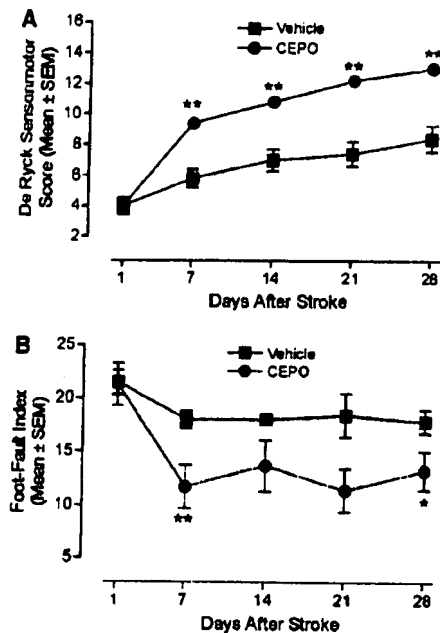 A
Vehicle
CEPO
De Ryck Sensorimotor
Score (Mean ± SEM)
16
14
12
10
8
6
4
2
**
**
**
**
1
7
14
21
28
Days After Stroke
B
Vehicle
CEPO
Foot-Fault Index
(Mean ± SEM)
25
20
15
10
5
**
*
1
7
14
21
28
Days After Stroke